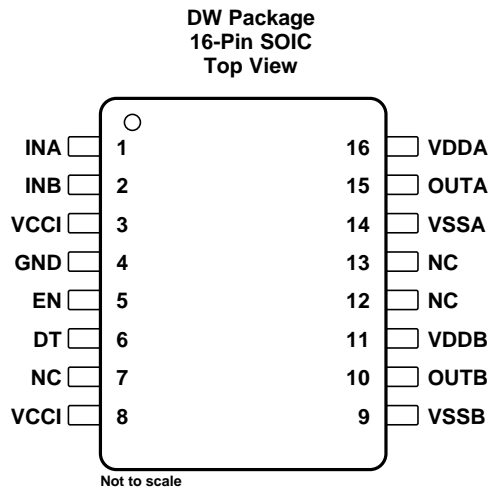 DW Package
16-Pin SOIC
Top View
INA 1 16 VDDA
INB 2 15 OUTA
VCCI 3 14 VSSA
GND 4 13 NC
EN 5 12 NC
DT 6 11 VDDB
NC 7 10 OUTB
VCCI 8 9 VSSB
Not to scale